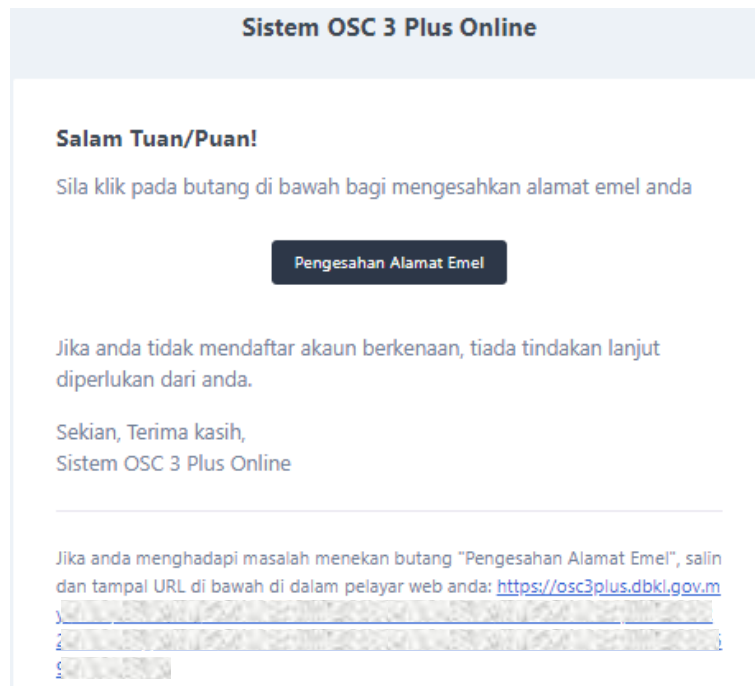 Sistem OSC 3 Plus Online
Salam Tuan/Puan!
Sila klik pada butang di bawah bagi mengesahkan alamat emel anda
Pengesahan Alamat Emel
Jika anda tidak mendaftar akaun berkenaan, tiada tindakan lanjut
diperlukan dari anda.
Sekian, Terima kasih,
Sistem OSC 3 Plus Online
Jika anda menghadapi masalah menekan butang "Pengesahan Alamat Emel", salin
dan tampal URL di bawah di dalam pelayar web anda: https://osc3plus.dbkl.gov.m